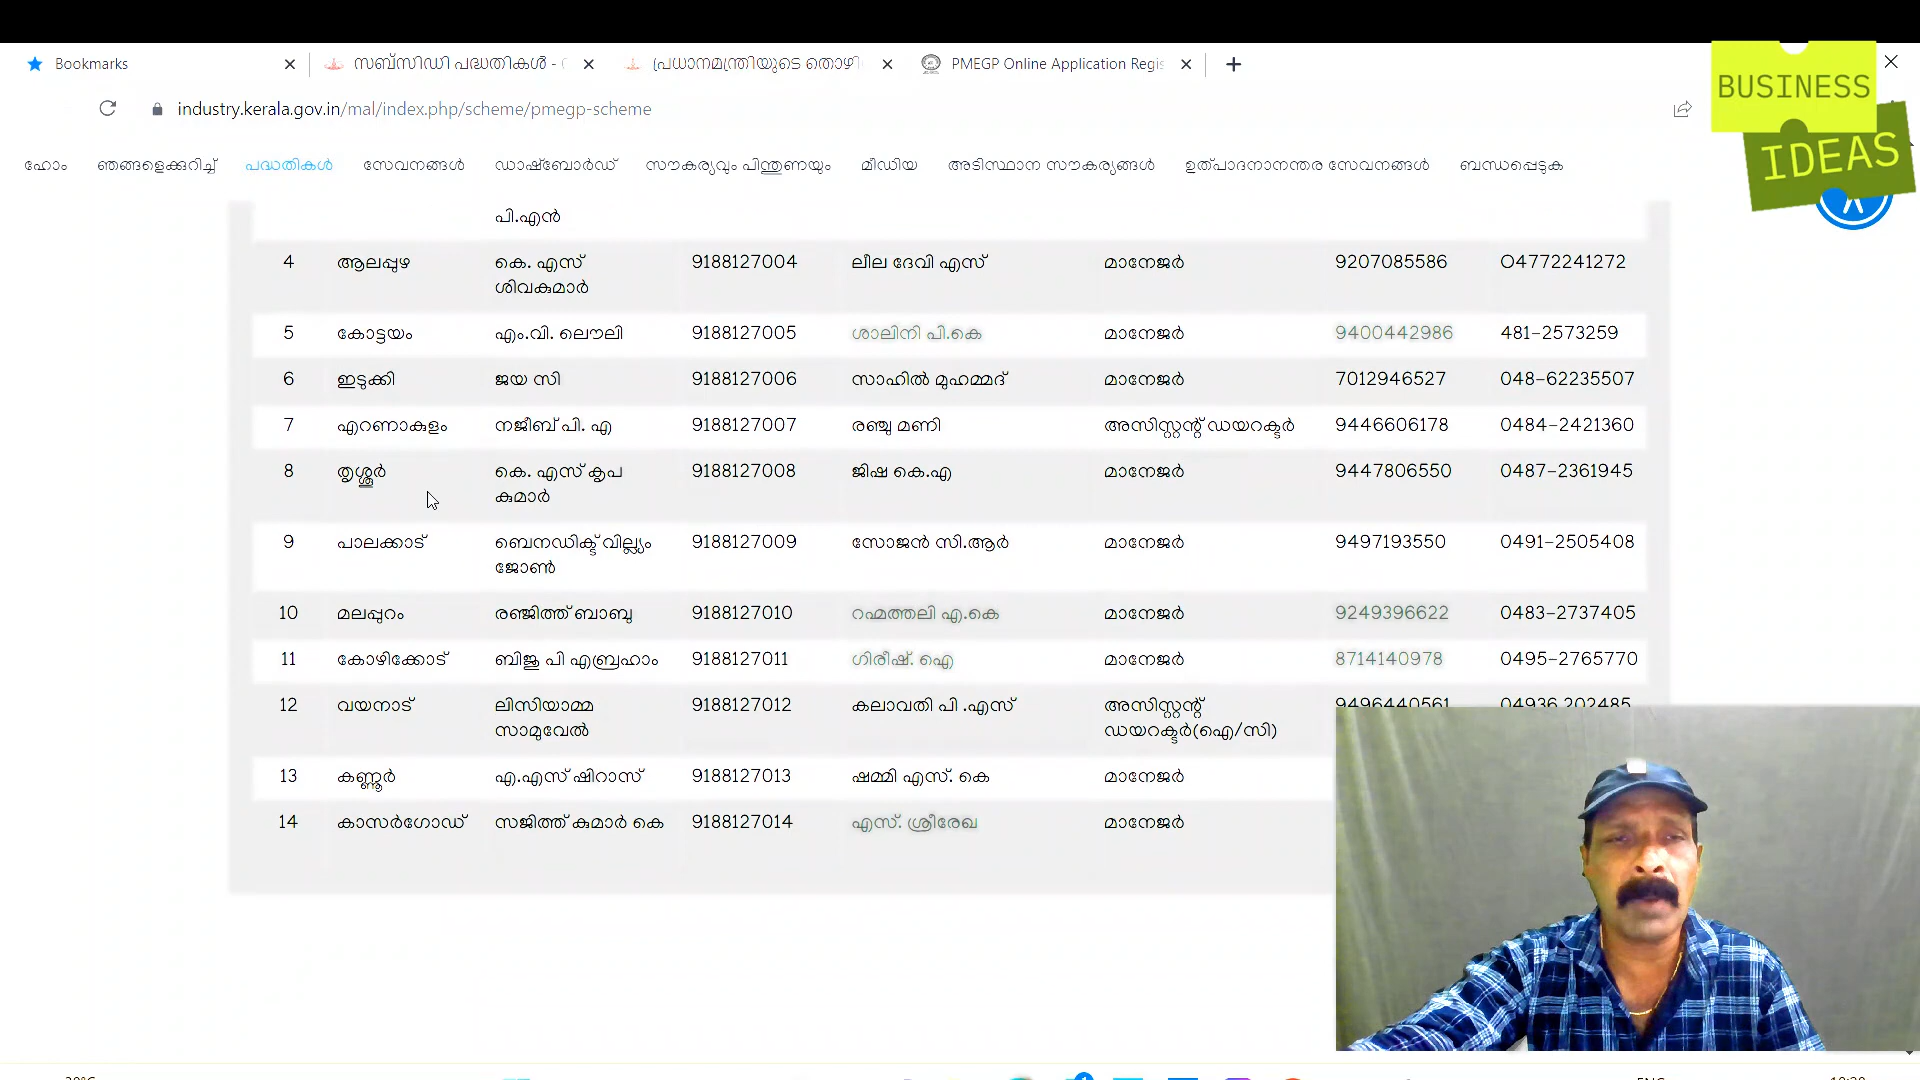 Bookmarks
സബ്സിഡി പദ്ധതികൾ - (
പ്രധാനമന്ത്രിയുടെ തൊഴി
PMEGP Online Application Regis
BUSINESS
IDEAS
industry.kerala.gov.in/mal/index.php/scheme/pmegp-scheme
ഹോം ഞങ്ങളെക്കുറിച്ച് പദ്ധതികൾ സേവനങ്ങൾ ഡാഷ്ബോർഡ് സൗകര്യവും പിന്തുണയും മീഡിയ അടിസ്ഥാന സൗകര്യങ്ങൾ ഉത്പാദനാനന്തര സേവനങ്ങൾ ബന്ധപ്പെടുക
പി.എൻ
4 ആലപ്പുഴ കെ. എസ് ശിവകുമാർ 9188127004 ലീല ദേവി എസ് മാനേജർ 9207085586 O4772241272
5 കോട്ടയം എം.വി. ലൌലി 9188127005 ശാലിനി പി.കെ മാനേജർ 9400442986 481-2573259
6 ഇടുക്കി ജയ സി 9188127006 സാഹിൽ മുഹമ്മദ് മാനേജർ 7012946527 048-62235507
7 എറണാകുളം നജീബ് പി. എ 9188127007 രഞ്ചു മണി അസിസ്റ്റന്റ് ഡയറക്ടർ 9446606178 0484-2421360
8 തൃശ്ശൂർ കെ. എസ് കൃപ കുമാർ 9188127008 ജിഷ കെ.എ മാനേജർ 9447806550 0487-2361945
9 പാലക്കാട് ബെനഡിക്ട് വില്ല്യം ജോൺ 9188127009 സോജൻ സി.ആർ മാനേജർ 9497193550 0491-2505408
10 മലപ്പുറം രഞ്ജിത്ത് ബാബു 9188127010 റഹ്മത്തലി എ.കെ മാനേജർ 9249396622 0483-2737405
11 കോഴിക്കോട് ബിജു പി എബ്രഹാം 9188127011 ഗിരീഷ്. ഐ മാനേജർ 8714140978 0495-2765770
12 വയനാട് ലിസിയാമ്മ സാമുവേൽ 9188127012 കലാവതി പി .എസ് അസിസ്റ്റന്റ് ഡയറക്ടർ(ഐ/സി) 9496440561 04936 202485
13 കണ്ണൂർ എ.എസ് ഷിറാസ് 9188127013 ഷമ്മി എസ്. കെ മാനേജർ
14 കാസർഗോഡ് സജിത്ത് കുമാർ കെ 9188127014 എസ്. ശ്രീരേഖ മാനേജർ